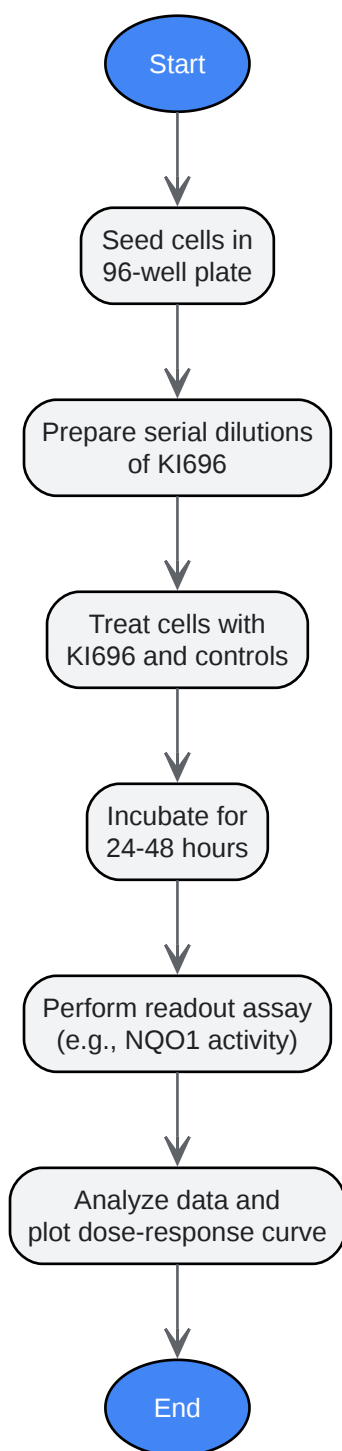 Start
Seed cells in
96-well plate
Prepare serial dilutions
of KI696
Treat cells with
KI696 and controls
Incubate for
24-48 hours
Perform readout assay
(e.g., NQO1 activity)
Analyze data and
plot dose-response curve
End